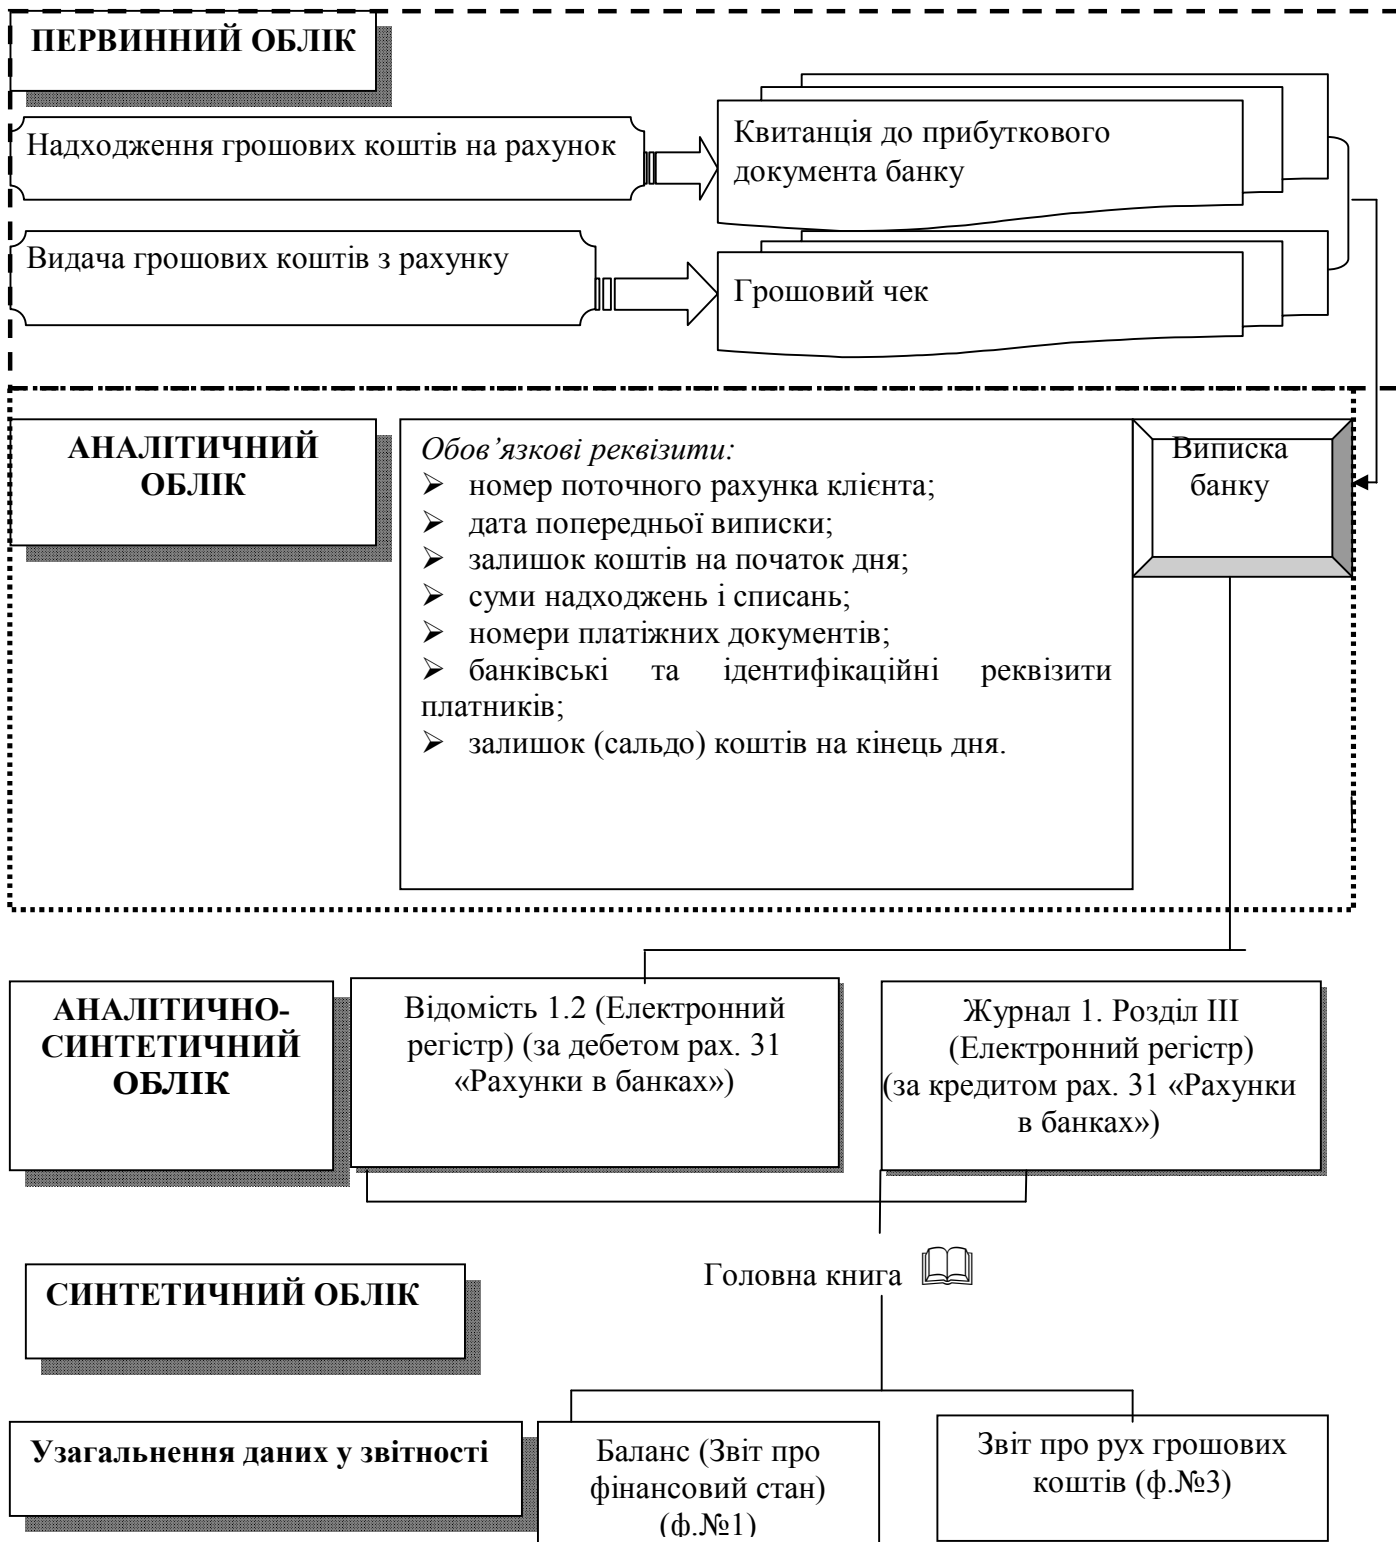 ПЕРВИННИЙ ОБЛІК
Надходження грошових коштів на рахунок
Квитанція до прибуткового
документа банку
Видача грошових коштів з рахунку
Грошовий чек
АНАЛІТИЧНИЙ
ОБЛІК
Обов’язкові реквізити:
➢ номер поточного рахунка клієнта;
➢ дата попередньої виписки;
➢ залишок коштів на початок дня;
➢ суми надходжень і списань;
➢ номери платіжних документів;
➢ банківські та ідентифікаційні реквізити
платників;
➢ залишок (сальдо) коштів на кінець дня.
Виписка
банку
АНАЛІТИЧНО-
СИНТЕТИЧНИЙ
ОБЛІК
Відомість 1.2 (Електронний
регістр) (за дебетом рах. 31
«Рахунки в банках»)
Журнал 1. Розділ III
(Електронний регістр)
(за кредитом рах. 31 «Рахунки
в банках»)
Головна книга
СИНТЕТИЧНИЙ ОБЛІК
Узагальнення даних у звітності
Баланс (Звіт про
фінансовий стан)
(ф.№1)
Звіт про рух грошових
коштів (ф.№3)